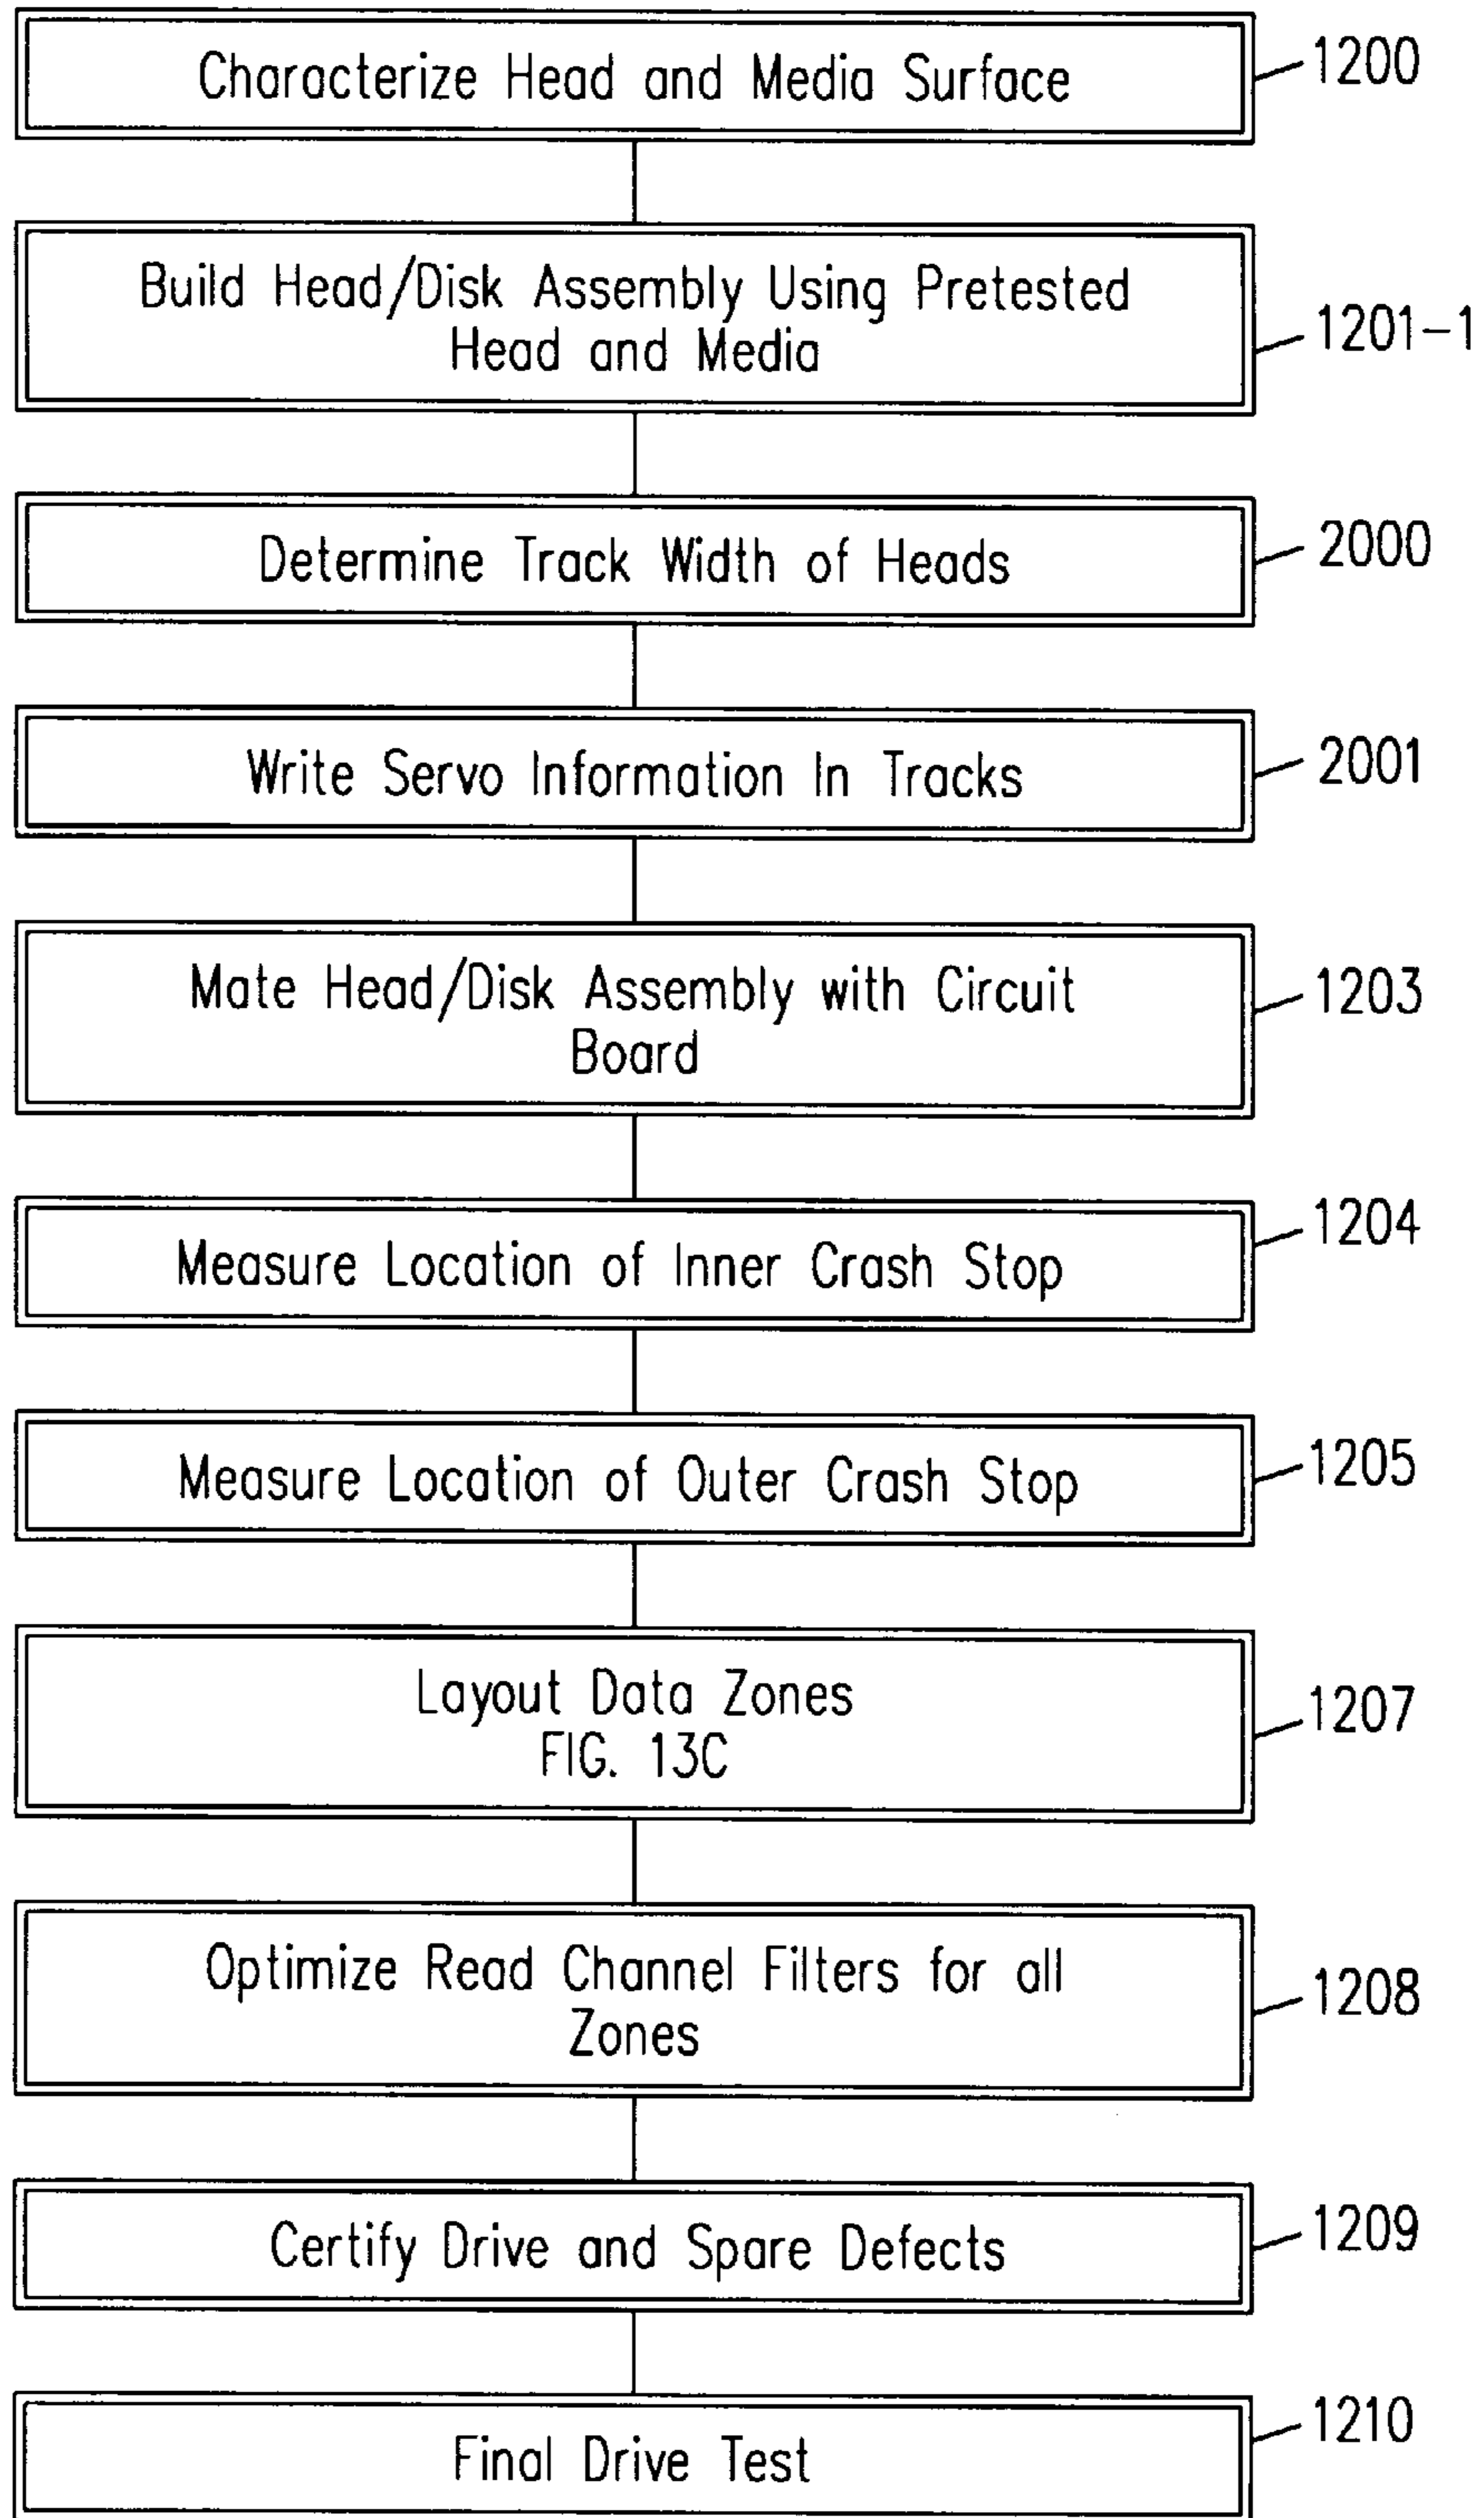 Characterize Head and Media Surface
1200
Build Head/Disk Assembly Using Pretested
Head and Media
1201-1
Determine Track Width of Heads
2000
Write Servo Information In Tracks
2001
Mate Head/Disk Assembly with Circuit
Board
1203
Measure Location of Inner Crash Stop
1204
Measure Location of Outer Crash Stop
1205
Layout Data Zones
FIG. 13C
1207
Optimize Read Channel Filters for all
Zones
1208
Certify Drive and Spare Defects
1209
Final Drive Test
1210